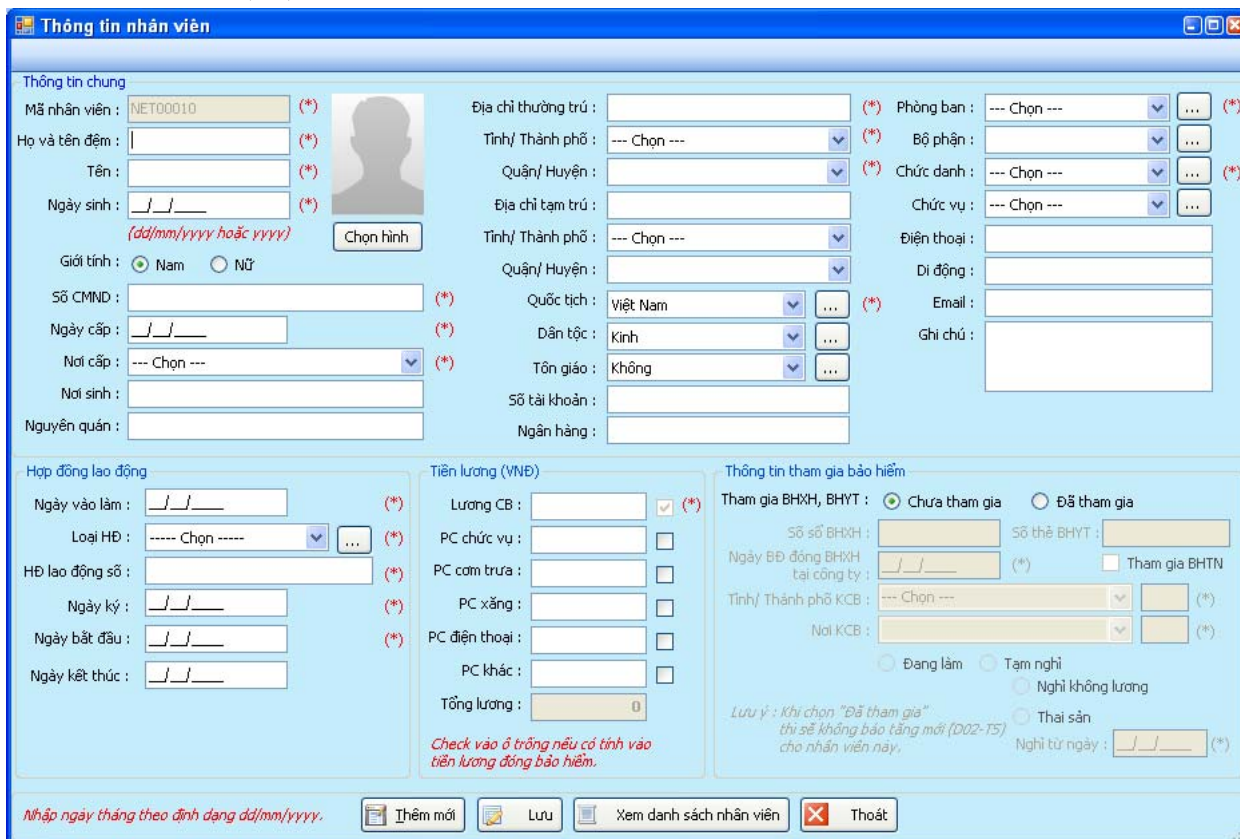 Thông tin nhân viên
Thông tin chung
Mã nhân viên : NET00010 (*)
Họ và tên đệm : (*)
Tên : (*)
Ngày sinh : __/__/____ (*)
(dd/mm/yyyy hoặc yyyy)
Chọn hình
Giới tính : Nam Nữ
Số CMND : (*)
Ngày cấp : __/__/____ (*)
Nơi cấp : --- Chọn --- (*)
Nơi sinh :
Nguyên quán :
Địa chỉ thường trú : (*)
Tỉnh/ Thành phố : --- Chọn --- (*)
Quận/ Huyện : (*)
Địa chỉ tạm trú :
Tỉnh/ Thành phố : --- Chọn ---
Quận/ Huyện :
Quốc tịch : Việt Nam ... (*)
Dân tộc : Kinh ...
Tôn giáo : Không ...
Số tài khoản :
Ngân hàng :
Phòng ban : --- Chọn --- ... (*)
Bộ phận : ...
Chức danh : --- Chọn --- ... (*)
Chức vụ : --- Chọn --- ...
Điện thoại :
Di động :
Email :
Ghi chú :
Hợp đồng lao động
Ngày vào làm : __/__/____ (*)
Loại HĐ : ----- Chọn ----- ... (*)
HĐ lao động số : (*)
Ngày ký : __/__/____ (*)
Ngày bắt đầu : __/__/____ (*)
Ngày kết thúc : __/__/____
Tiền lương (VNĐ)
Lương CB : (*)
PC chức vụ :
PC cơm trưa :
PC xăng :
PC điện thoại :
PC khác :
Tổng lương : 0
Check vào ô trống nếu có tính vào
tiền lương đóng bảo hiểm.
Thông tin tham gia bảo hiểm
Tham gia BHXH, BHYT : Chưa tham gia Đã tham gia
Số sổ BHXH : Số thẻ BHYT :
Ngày BĐ đóng BHXH
tại công ty : __/__/____ (*) Tham gia BHTN
Tỉnh/ Thành phố KCB : --- Chọn --- (*)
Nơi KCB : (*)
Đang làm Tạm nghỉ
Nghỉ không lương
Thai sản
Nghỉ từ ngày : __/__/____ (*)
Lưu ý : Khi chọn "Đã tham gia"
thì sẽ không báo tăng mới (D02-TS)
cho nhân viên này.
Nhập ngày tháng theo định dạng dd/mm/yyyy.
Thêm mới Lưu Xem danh sách nhân viên Thoát